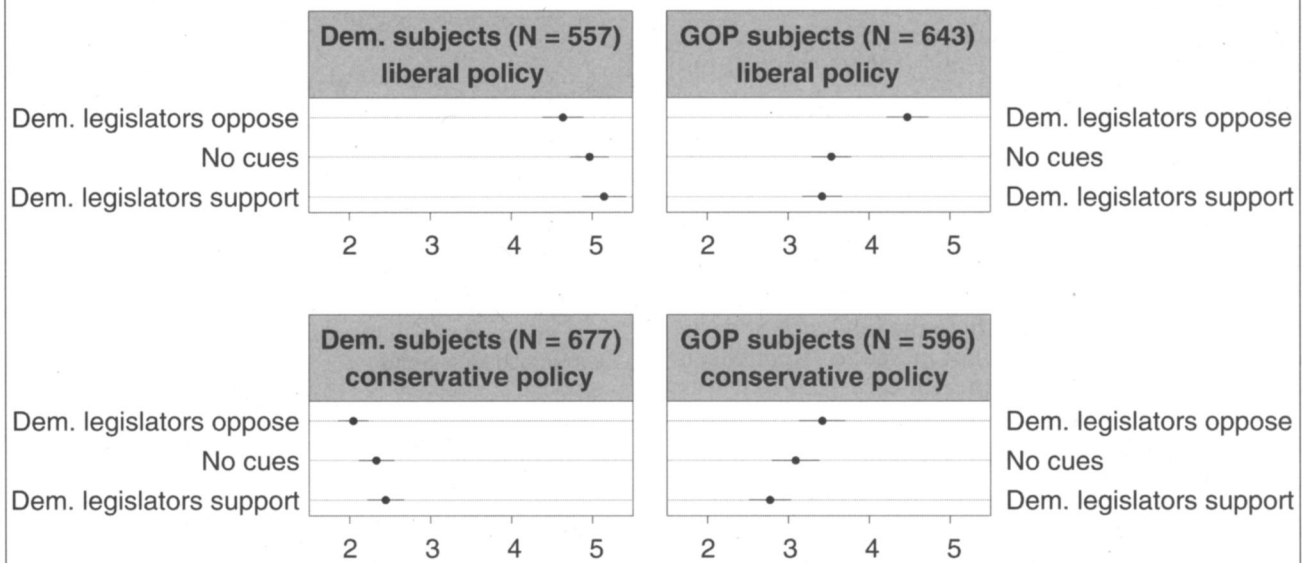 Dem. subjects (N = 557)
liberal policy
GOP subjects (N = 643)
liberal policy
Dem. legislators oppose
No cues
Dem. legislators support
Dem. legislators oppose
No cues
Dem. legislators support
2 3 4 5
2 3 4 5
Dem. subjects (N = 677)
conservative policy
GOP subjects (N = 596)
conservative policy
Dem. legislators oppose
No cues
Dem. legislators support
Dem. legislators oppose
No cues
Dem. legislators support
2 3 4 5
2 3 4 5